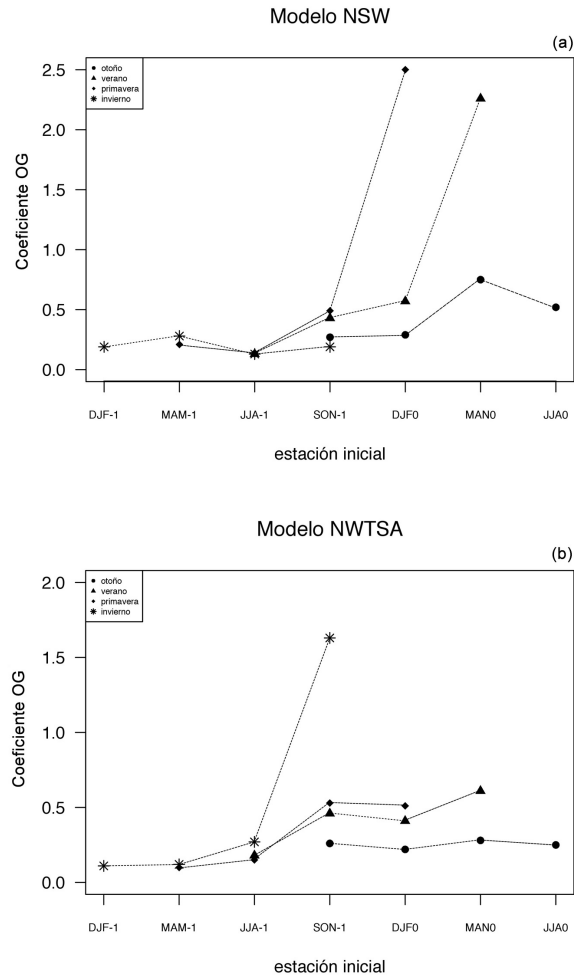 Modelo NSW
(a)
otoño
verano
primavera
invierno
2.5
2.0
1.5
1.0
0.5
0.0
Coeficiente OG
DJF-1 MAM-1 JJA-1 SON-1 DJF0 MAN0 JJA0
estación inicial
Modelo NWTSA
(b)
otoño
verano
primavera
invierno
2.0
1.5
1.0
0.5
0.0
Coeficiente OG
DJF-1 MAM-1 JJA-1 SON-1 DJF0 MAN0 JJA0
estación inicial